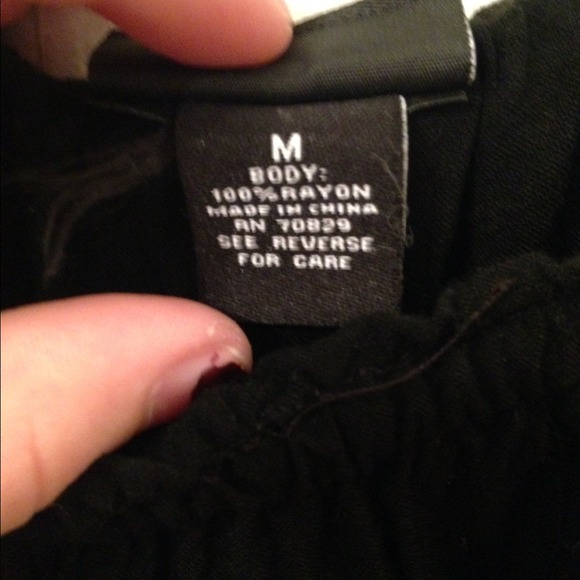 M
BODY:
100% RAYON
MADE IN CHINA
RN 70829
SEE REVERSE
FOR CARE